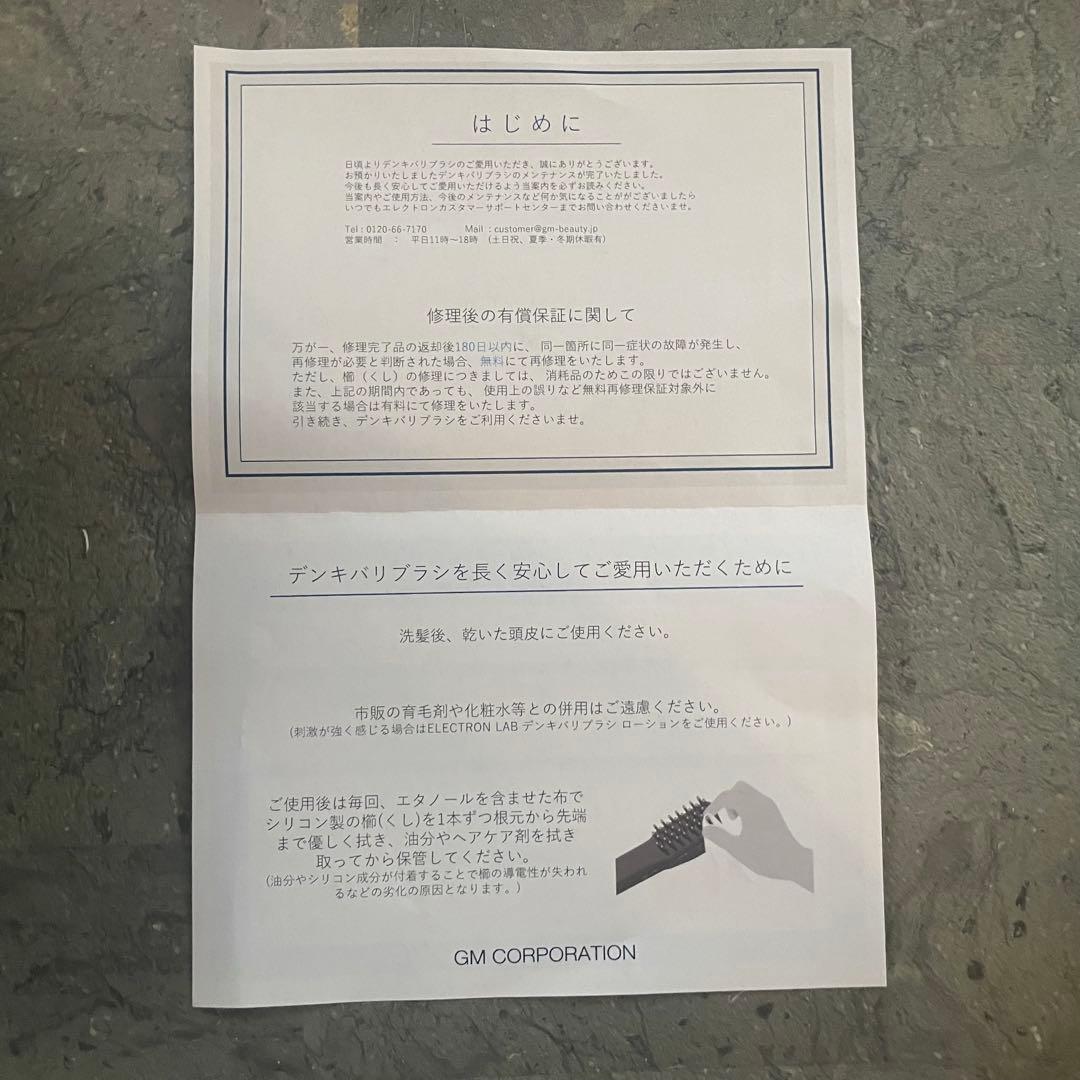 はじめに
日頃よりデンキバリブラシのご愛用いただき、誠にありがとうございます。
お預かりいたしましたデンキバリブラシのメンテナンスが完了いたしました。
今後も長く安心してご愛用いただけるよう当案内を必ずお読みください。
当案内やご使用方法、今後のメンテナンスなど何か気になることがございましたら
いつでもエレクトロンカスタマーサポートセンターまでお問い合わせくださいませ。
Tel : 0120-66-7170 Mail : customer@gm-beauty.jp
営業時間 : 平日11時〜18時 (土日祝、夏季・冬期休暇有)
修理後の有償保証に関して
万が一、修理完了品の返却後180日以内に、同一箇所に同一症状の故障が発生し、
再修理が必要と判断された場合、無料にて再修理をいたします。
ただし、櫛（くし）の修理につきましては、消耗品のためこの限りではございません。
また、上記の期間内であっても、使用上の誤りなど無料再修理保証対象外に
該当する場合は有料にて修理をいたします。
引き続き、デンキバリブラシをご利用くださいませ。
デンキバリブラシを長く安心してご愛用いただくために
洗髪後、乾いた頭皮にご使用ください。
市販の育毛剤や化粧水等との併用はご遠慮ください。
(刺激が強く感じる場合はELECTRON LAB デンキバリブラシ ローションをご使用ください。)
ご使用後は毎回、エタノールを含ませた布で
シリコン製の櫛(くし)を1本ずつ根元から先端
まで優しく拭き、油分やヘアケア剤を拭き
取ってから保管してください。
(油分やシリコン成分が付着することで櫛の導電性が失われ
るなどの劣化の原因となります。)
GM CORPORATION